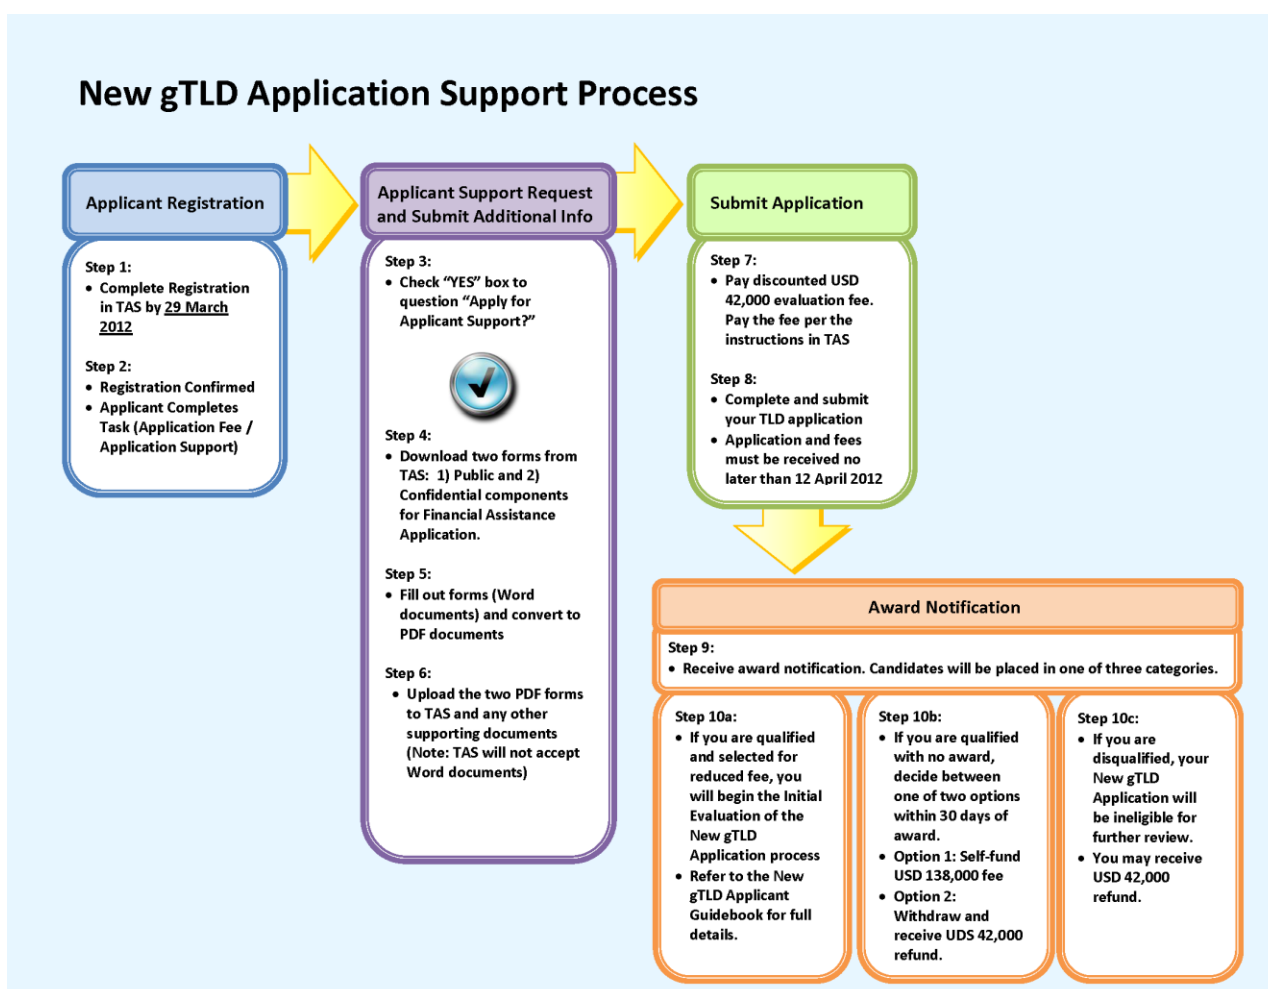 New gTLD Application Support Process
Applicant Registration
Step 1:
• Complete Registration
in TAS by 29 March
2012
Step 2:
• Registration Confirmed
• Applicant Completes
Task (Application Fee /
Application Support)
Applicant Support Request
and Submit Additional Info
Step 3:
• Check “YES” box to
question “Apply for
Applicant Support?”
Step 4:
• Download two forms from
TAS: 1) Public and 2)
Confidential components
for Financial Assistance
Application.
Step 5:
• Fill out forms (Word
documents) and convert to
PDF documents
Step 6:
• Upload the two PDF forms
to TAS and any other
supporting documents
(Note: TAS will not accept
Word documents)
Submit Application
Step 7:
• Pay discounted USD
42,000 evaluation fee.
Pay the fee per the
instructions in TAS
Step 8:
• Complete and submit
your TLD application
• Application and fees
must be received no
later than 12 April 2012
Award Notification
Step 9:
• Receive award notification. Candidates will be placed in one of three categories.
Step 10a:
• If you are qualified
and selected for
reduced fee, you
will begin the Initial
Evaluation of the
New gTLD
Application process
• Refer to the New
gTLD Applicant
Guidebook for full
details.
Step 10b:
• If you are qualified
with no award,
decide between
one of two options
within 30 days of
award.
• Option 1: Self-fund
USD 138,000 fee
• Option 2:
Withdraw and
receive UDS 42,000
refund.
Step 10c:
• If you are
disqualified, your
New gTLD
Application will
be ineligible for
further review.
• You may receive
USD 42,000
refund.